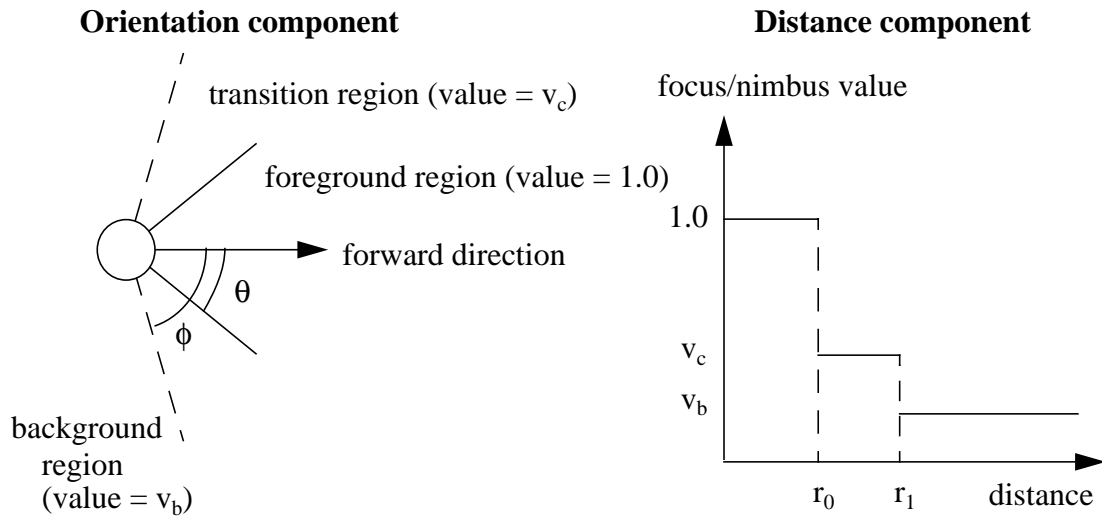 Orientation component
transition region (value = v_c)
foreground region (value = 1.0)
forward direction
θ
ϕ
background
region
(value = v_b)
Distance component
focus/nimbus value
1.0
v_c
v_b
r_0
r_1
distance